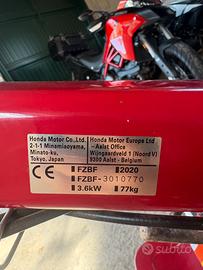 Honda Motor Co.,Ltd.
2-1-1 Minamiaoyama,
Minato-ku,
Tokyo, Japan
Honda Motor Europe Ltd
-Aalst Office
Wijngaardveld 1 (Noord V)
9300 Aalst - Belgium
CE
FZBF 2020
FZBF-3010770
3.6kW 77kg
subito